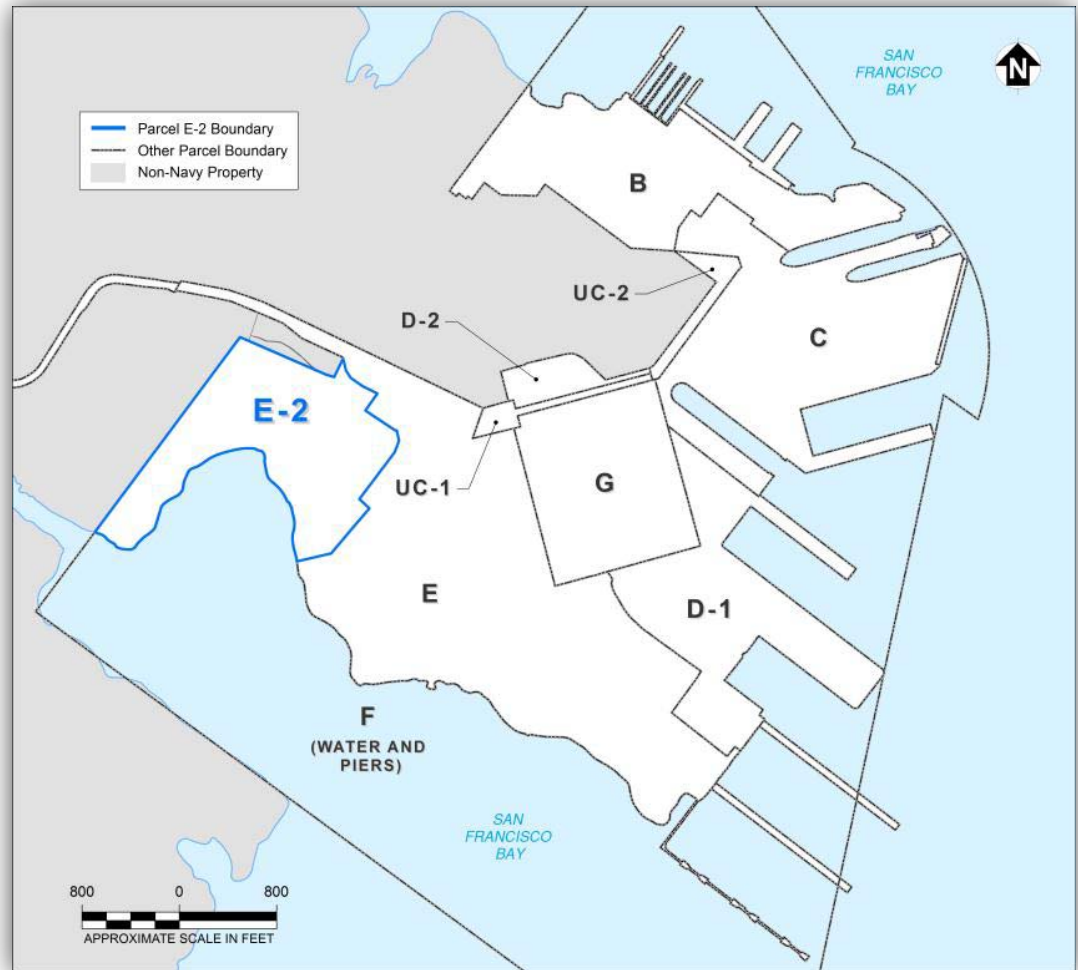 SAN
FRANCISCO
BAY
N
Parcel E-2 Boundary
Other Parcel Boundary
Non-Navy Property
B
UC-2
D-2
C
E-2
UC-1
G
E
D-1
F
(WATER AND
PIERS)
SAN
FRANCISCO
BAY
800 0 800
APPROXIMATE SCALE IN FEET